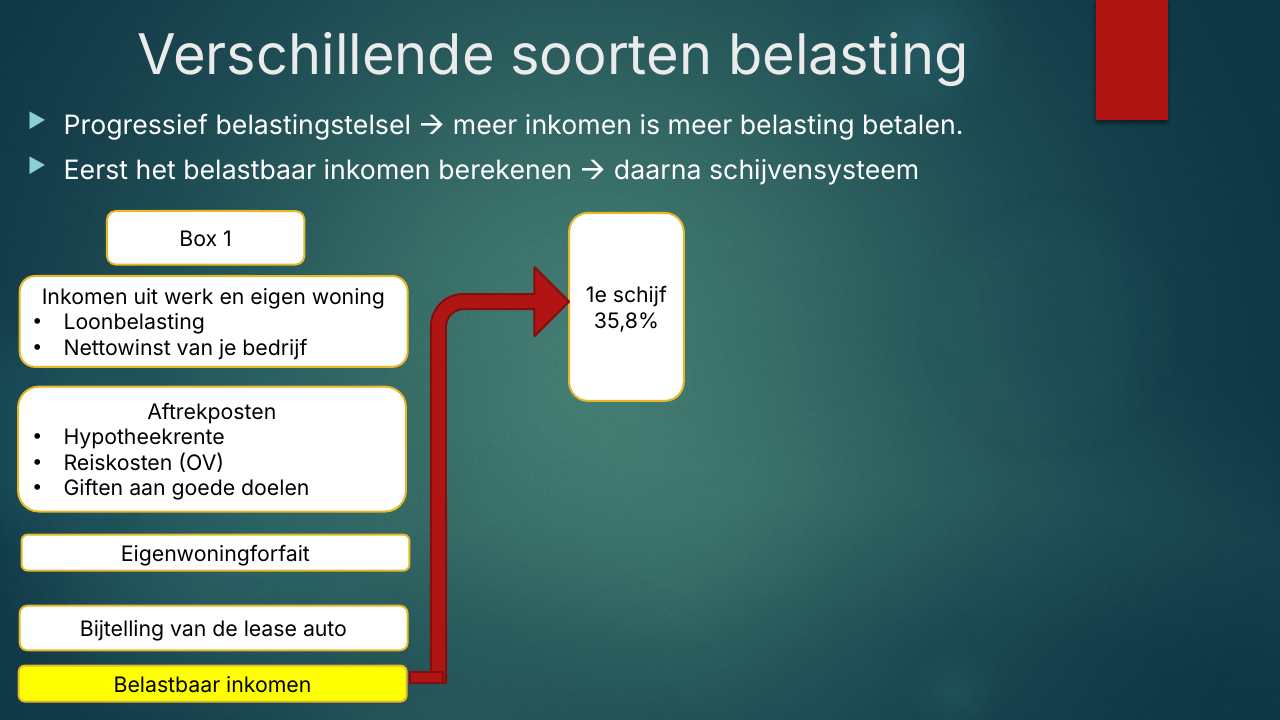 Verschillende soorten belasting
Progressief belastingstelsel → meer inkomen is meer belasting betalen.
Eerst het belastbaar inkomen berekenen → daarna schijvensysteem
Box 1
Inkomen uit werk en eigen woning
• Loonbelasting
• Nettowinst van je bedrijf
Aftrekposten
• Hypotheekrente
• Reiskosten (OV)
• Giften aan goede doelen
Eigenwoningforfait
Bijtelling van de lease auto
Belastbaar inkomen
1e schijf
35,8%